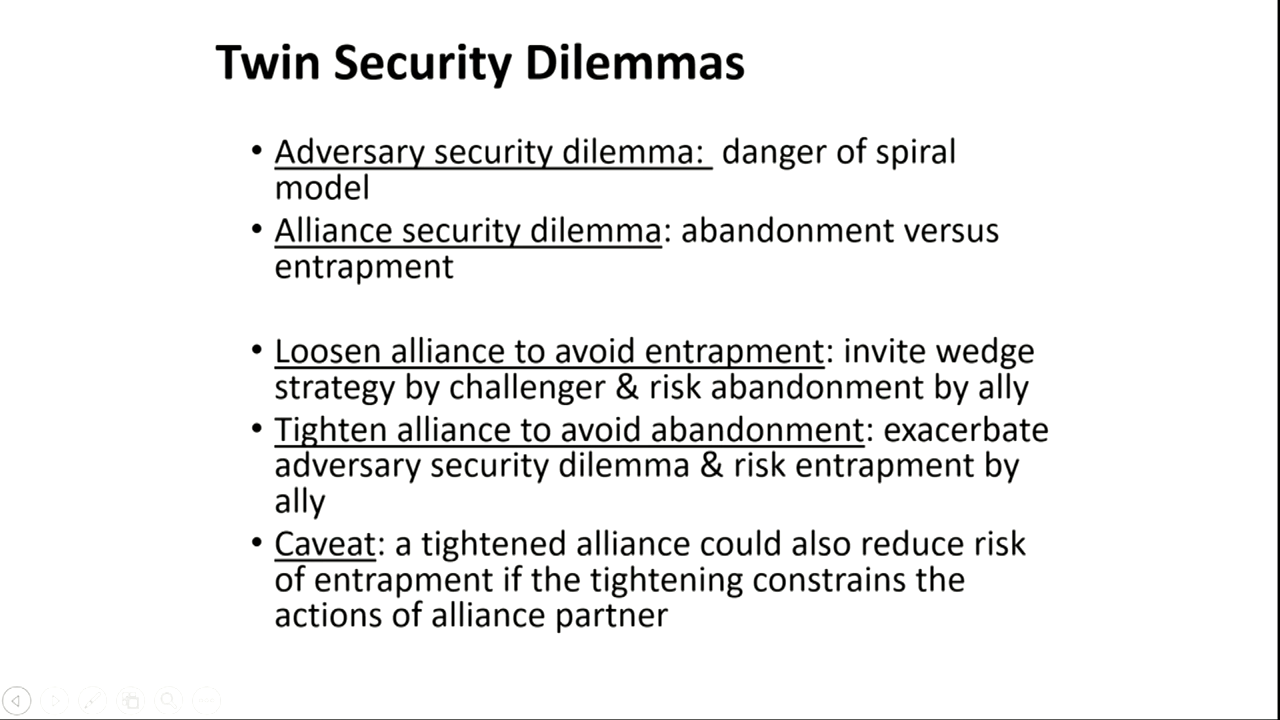 Twin Security Dilemmas
• Adversary security dilemma:  danger of spiral
model
• Alliance security dilemma: abandonment versus
entrapment
• Loosen alliance to avoid entrapment: invite wedge
strategy by challenger & risk abandonment by ally
• Tighten alliance to avoid abandonment: exacerbate
adversary security dilemma & risk entrapment by
ally
• Caveat: a tightened alliance could also reduce risk
of entrapment if the tightening constrains the
actions of alliance partner